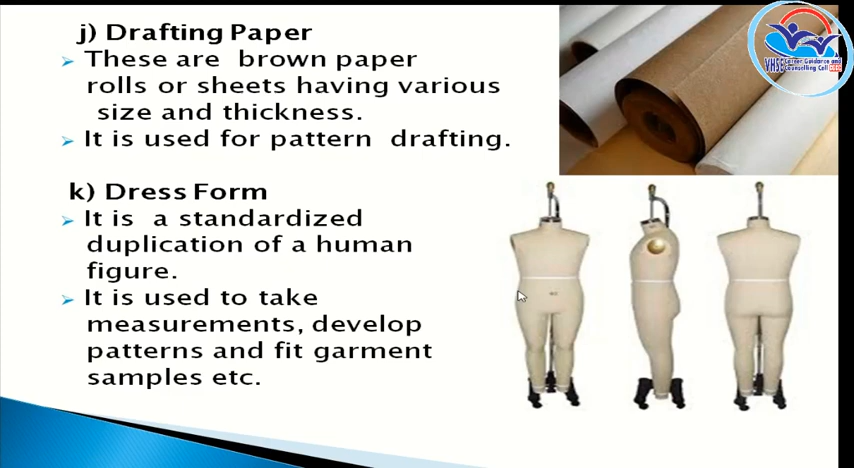 j) Drafting Paper
These are brown paper
rolls or sheets having various
size and thickness.
It is used for pattern drafting.
k) Dress Form
It is a standardized
duplication of a human
figure.
It is used to take
measurements, develop
patterns and fit garment
samples etc.
VHSE Career Guidance and
Counselling Cell